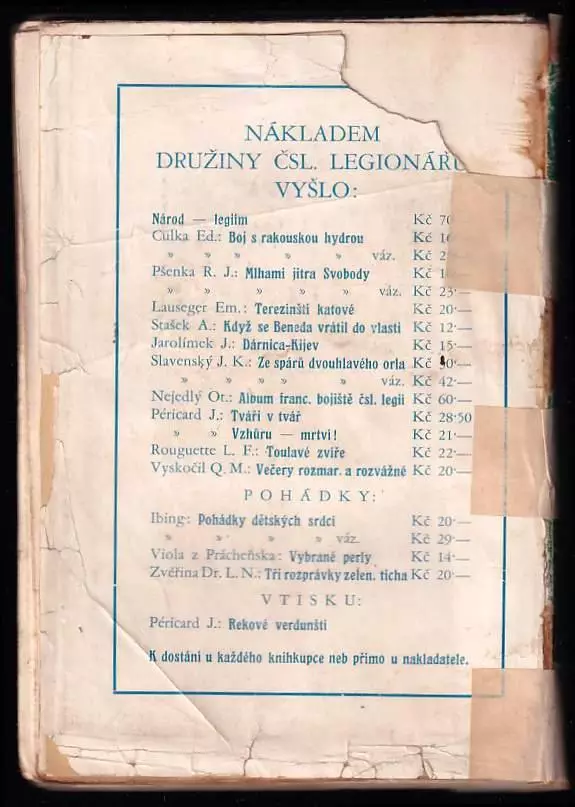 NÁKLADEM
DRUŽINY ČSL. LEGIONÁŘŮ
VYŠLO:
Národ — legiím Kč 70
Culka Ed.: Boj s rakouskou hydrou Kč
» » » » » váz. Kč
Pšenka R. J.: Mlhami jitra Svobody Kč
» » » » » váz. Kč 23·—
Lauseger Em.: Terezínští katové Kč 20·—
Stašek A.: Když se Beneda vrátil do vlasti Kč 12·—
Jarolímek J.: Dárnica-Kijev Kč 15·—
Slavenský J. K.: Ze spárů dvouhlavého orla Kč 30·—
» » » » » váz. Kč 42·—
Nejedlý Ot.: Album franc. bojiště čsl. legií Kč 60·—
Péricard J.: Tváří v tvář Kč 28·50
» » Vzhůru — mrtví! Kč 21·—
Rouguette L. F.: Toulavé zvíře Kč 22·—
Vyskočil Q. M.: Večery rozmar. a rozvážné Kč 20·—
POHÁDKY:
Ibing: Pohádky dětských srdcí Kč 20·—
» » » » váz. Kč 29·—
Viola z Prácheňska: Vybrané perly Kč 14·—
Zvěřina Dr. L. N.: Tři rozprávky zelen. ticha Kč 20·—
V TISKU:
Péricard J.: Rekové verdunští
K dostání u každého knihkupce neb přímo u nakladatele.